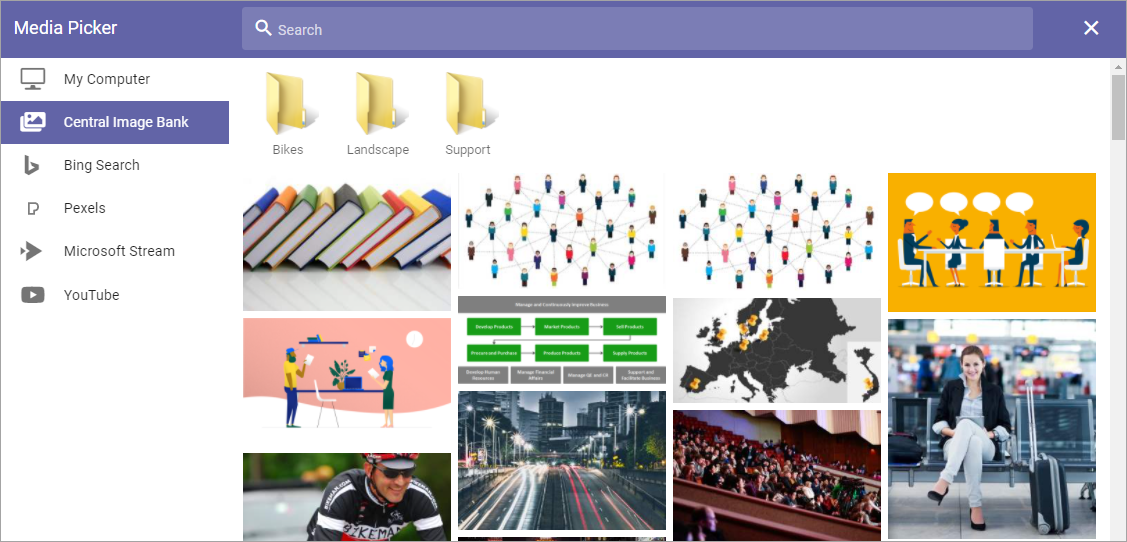 Media Picker
Search
My Computer
Central Image Bank
Bing Search
Pexels
Microsoft Stream
YouTube
Bikes
Landscape
Support
Manage and Continuously Improve Business
Develop Products
Market Products
Sell Products
Procure and Purchase
Produce Products
Supply Products
Develop Human Resources
Manage Financial Affairs
Manage QE and CR
Support and Facilitate Business
BIKEMAN